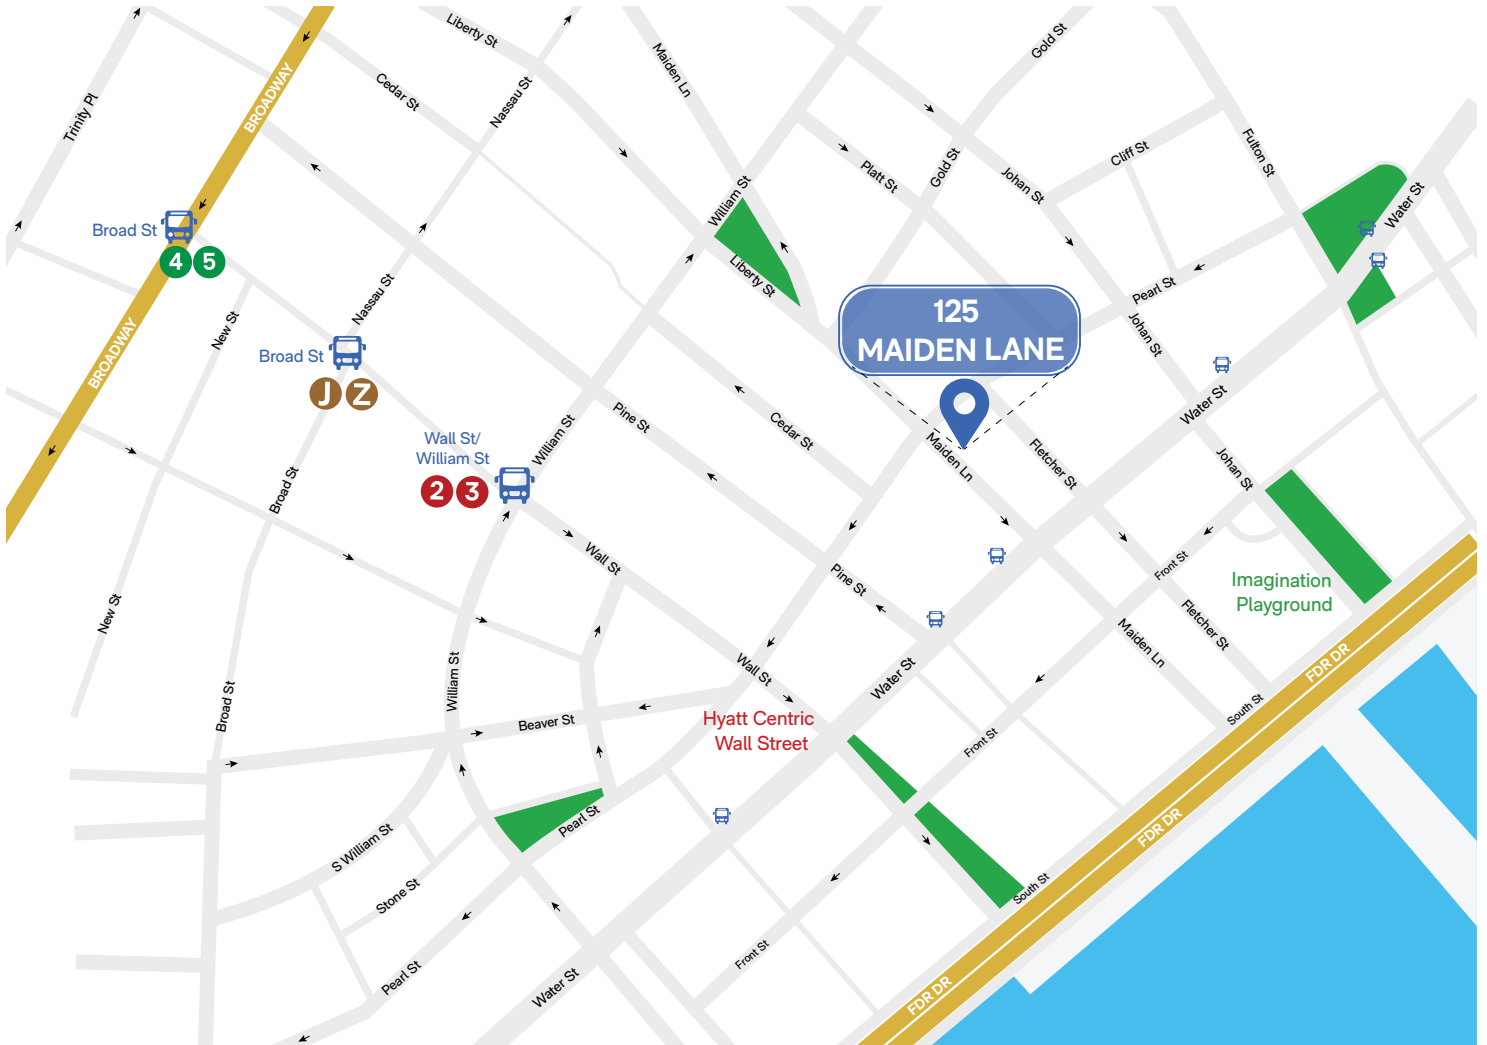 Liberty St
Maiden Ln
Gold St
Cedar St
Nassau St
Trinity Pl
BROADWAY
Cliff St
Fulton St
Gold St
Platt St
Johan St
William St
Water St
Broad St
4 5
Liberty St
Pearl St
Nassau St
New St
125
MAIDEN LANE
Johan St
BROADWAY
Broad St
J Z
Water St
Pine St
Cedar St
William St
Wall St/
William St
2 3
Maiden Ln
Fletcher St
Johan St
Broad St
Wall St
Pine St
Front St
Imagination
Playground
New St
Fletcher St
Maiden Ln
William St
Wall St
Water St
FDR DR
Broad St
Beaver St
Hyatt Centric
Wall Street
South St
Front St
Pearl St
FDR DR
S William St
Stone St
South St
Pearl St
Water St
Front St
FDR DR